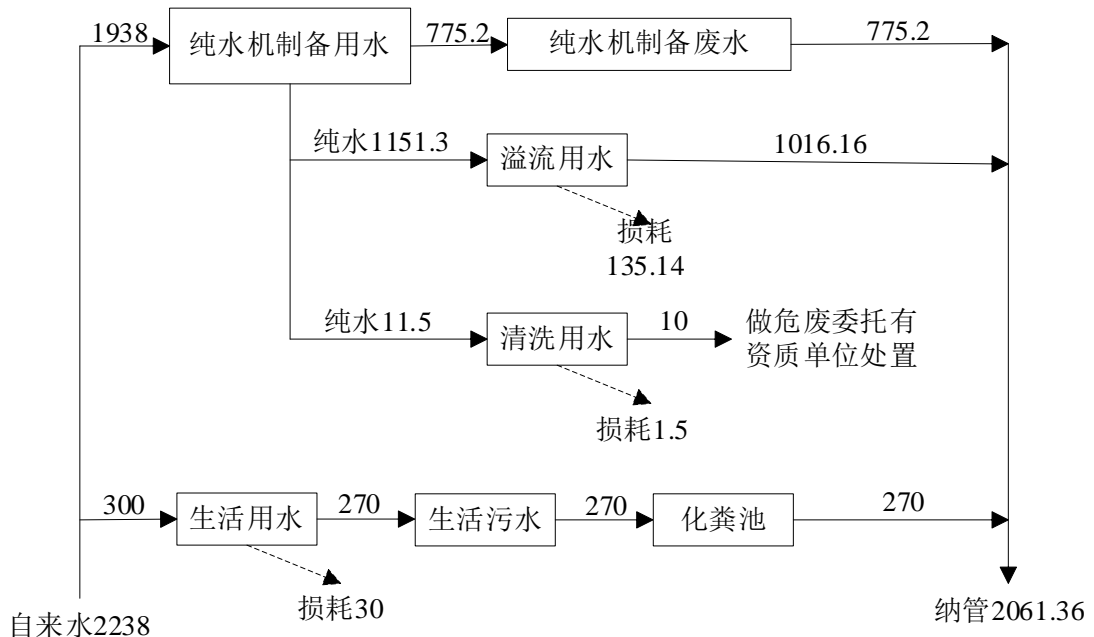 1938
纯水机制备用水
775.2
纯水机制备废水
775.2
纯水1151.3
溢流用水
1016.16
损耗
135.14
纯水11.5
清洗用水
10
做危废委托有
资质单位处置
损耗1.5
300
生活用水
270
生活污水
270
化粪池
270
损耗30
自来水2238
纳管2061.36